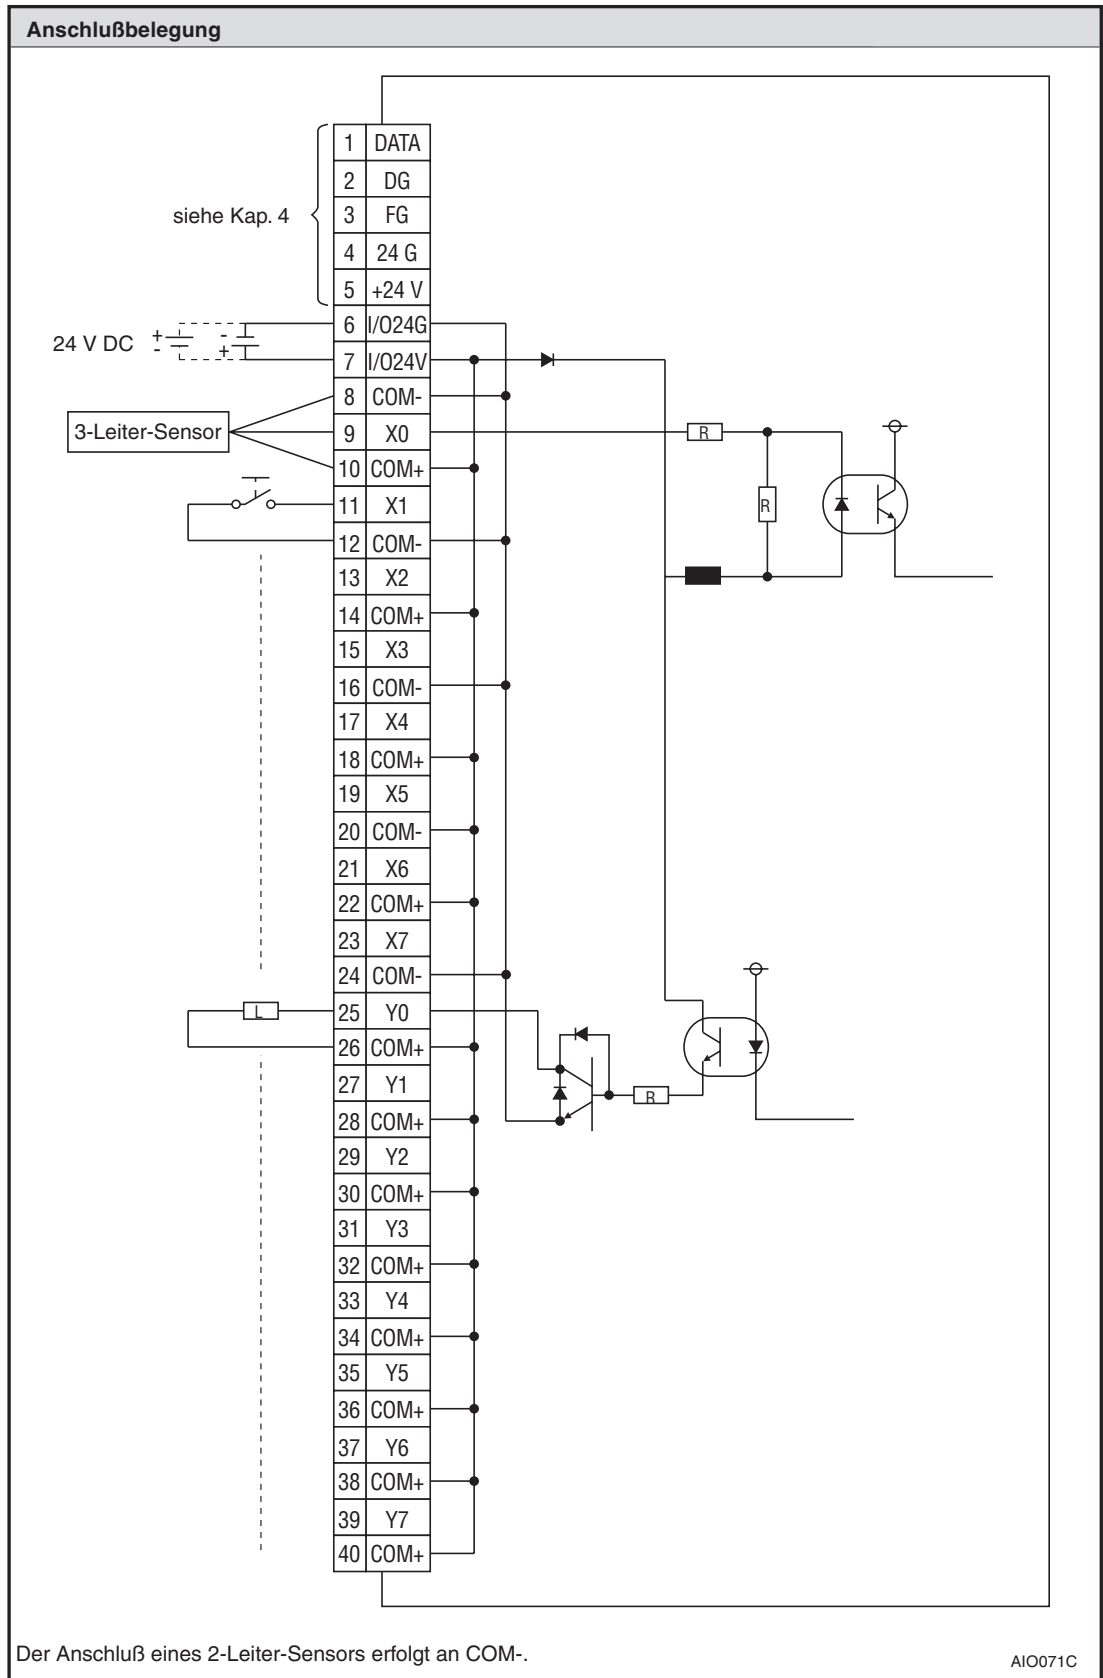 Anschlußbelegung
1 DATA
2 DG
siehe Kap. 4
3 FG
4 24 G
5 +24 V
6 I/O24G
24 V DC
+ - - +
7 I/O24V
8 COM-
3-Leiter-Sensor
9 X0
R
10 COM+
11 X1
R
12 COM-
13 X2
14 COM+
15 X3
16 COM-
17 X4
18 COM+
19 X5
20 COM-
21 X6
22 COM+
23 X7
24 COM-
L
25 Y0
26 COM+
27 Y1
R
28 COM+
29 Y2
30 COM+
31 Y3
32 COM+
33 Y4
34 COM+
35 Y5
36 COM+
37 Y6
38 COM+
39 Y7
40 COM+
Der Anschluß eines 2-Leiter-Sensors erfolgt an COM-.
AIO071C